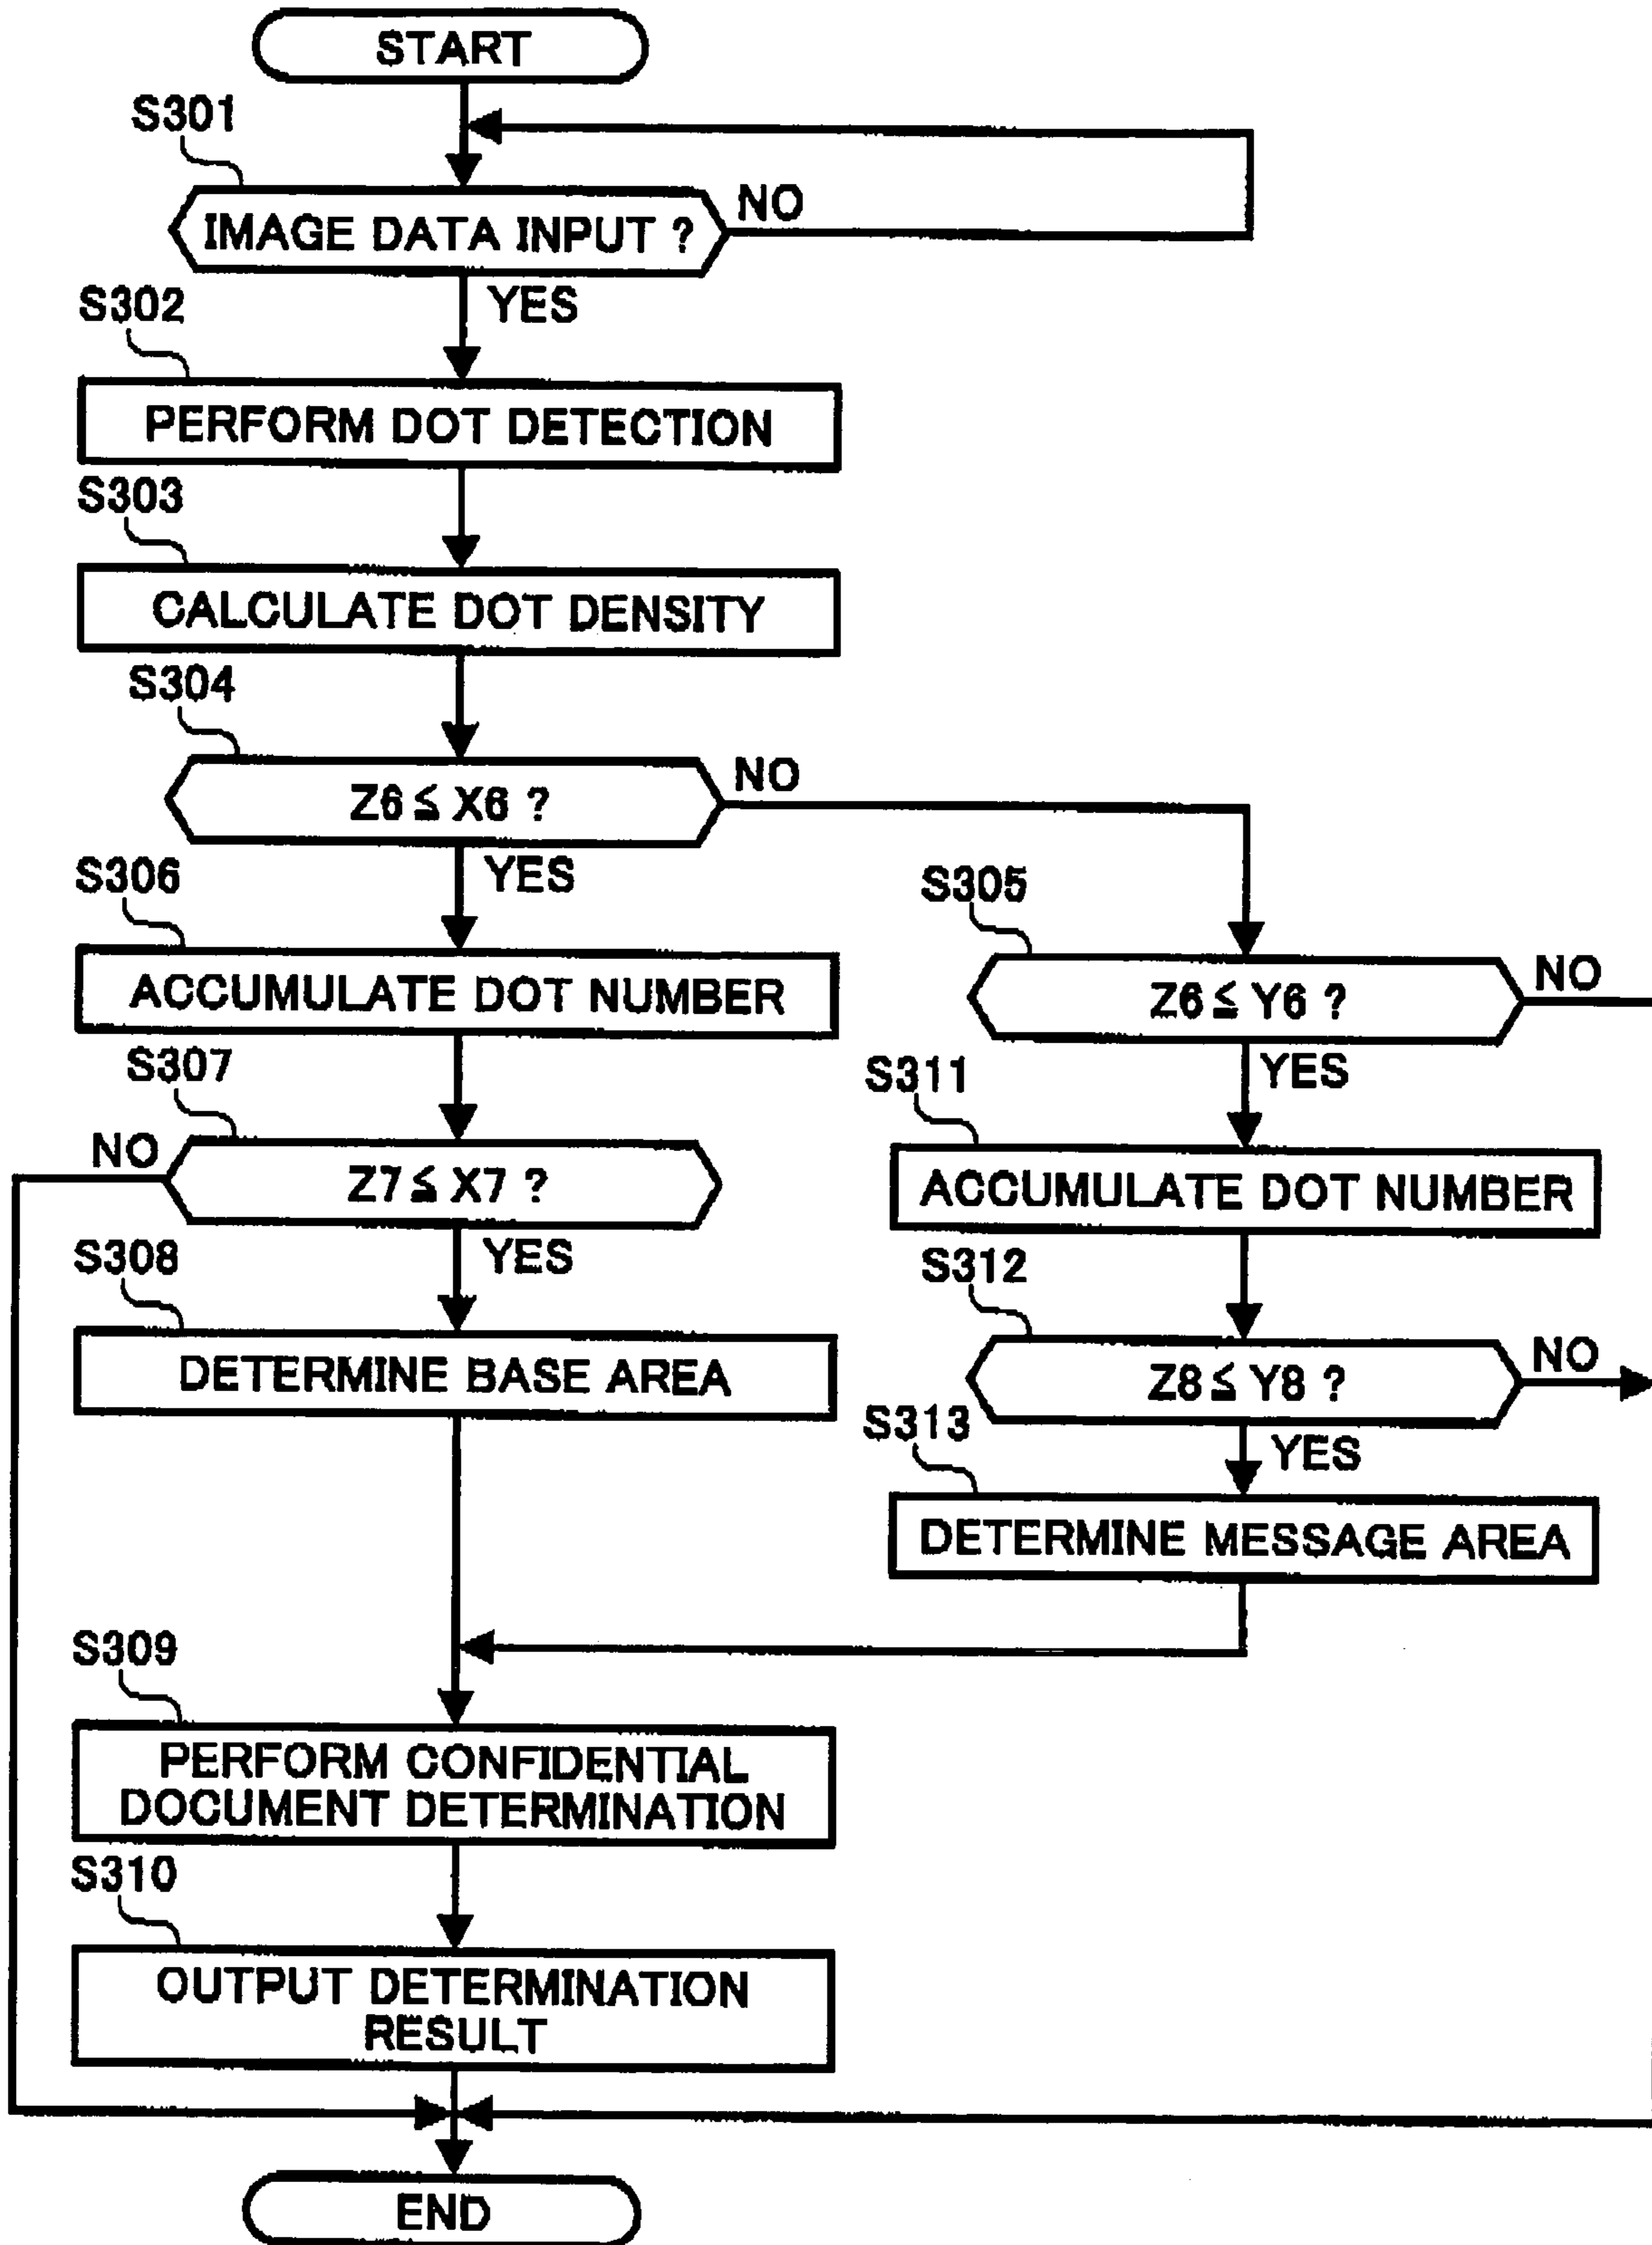 START
S301
IMAGE DATA INPUT ?
NO
YES
S302
PERFORM DOT DETECTION
S303
CALCULATE DOT DENSITY
S304
Z6 ≦ X6 ?
NO
YES
S306
ACCUMULATE DOT NUMBER
S305
Z6 ≦ Y6 ?
NO
YES
S307
NO
Z7 ≦ X7 ?
YES
S311
ACCUMULATE DOT NUMBER
S308
DETERMINE BASE AREA
S312
Z8 ≦ Y8 ?
NO
YES
S313
DETERMINE MESSAGE AREA
S309
PERFORM CONFIDENTIAL
DOCUMENT DETERMINATION
S310
OUTPUT DETERMINATION
RESULT
END